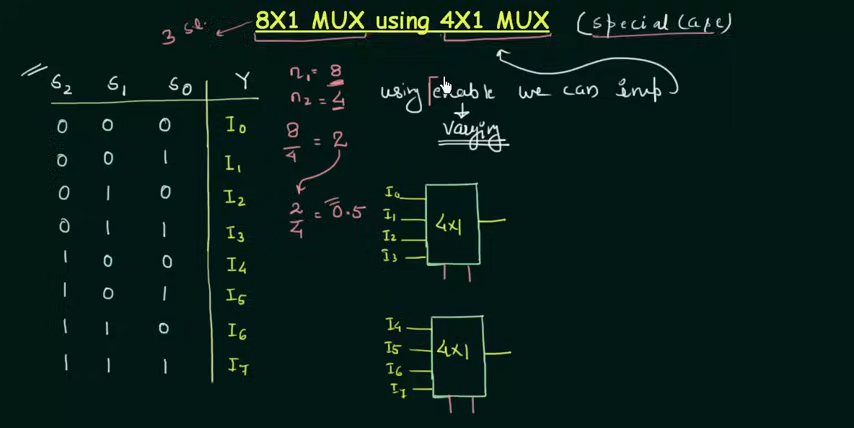 8X1 MUX using 4X1 MUX (special case)
3 sl.
S2 S1 S0 Y
0 0 0 I0
0 0 1 I1
0 1 0 I2
0 1 1 I3
1 0 0 I4
1 0 1 I5
1 1 0 I6
1 1 1 I7
n1 = 8
n2 = 4
8/4 = 2
2/4 = 0.5
using enable we can imp
Varying
I0
I1
I2
I3
4x1
I4
I5
I6
I7
4x1